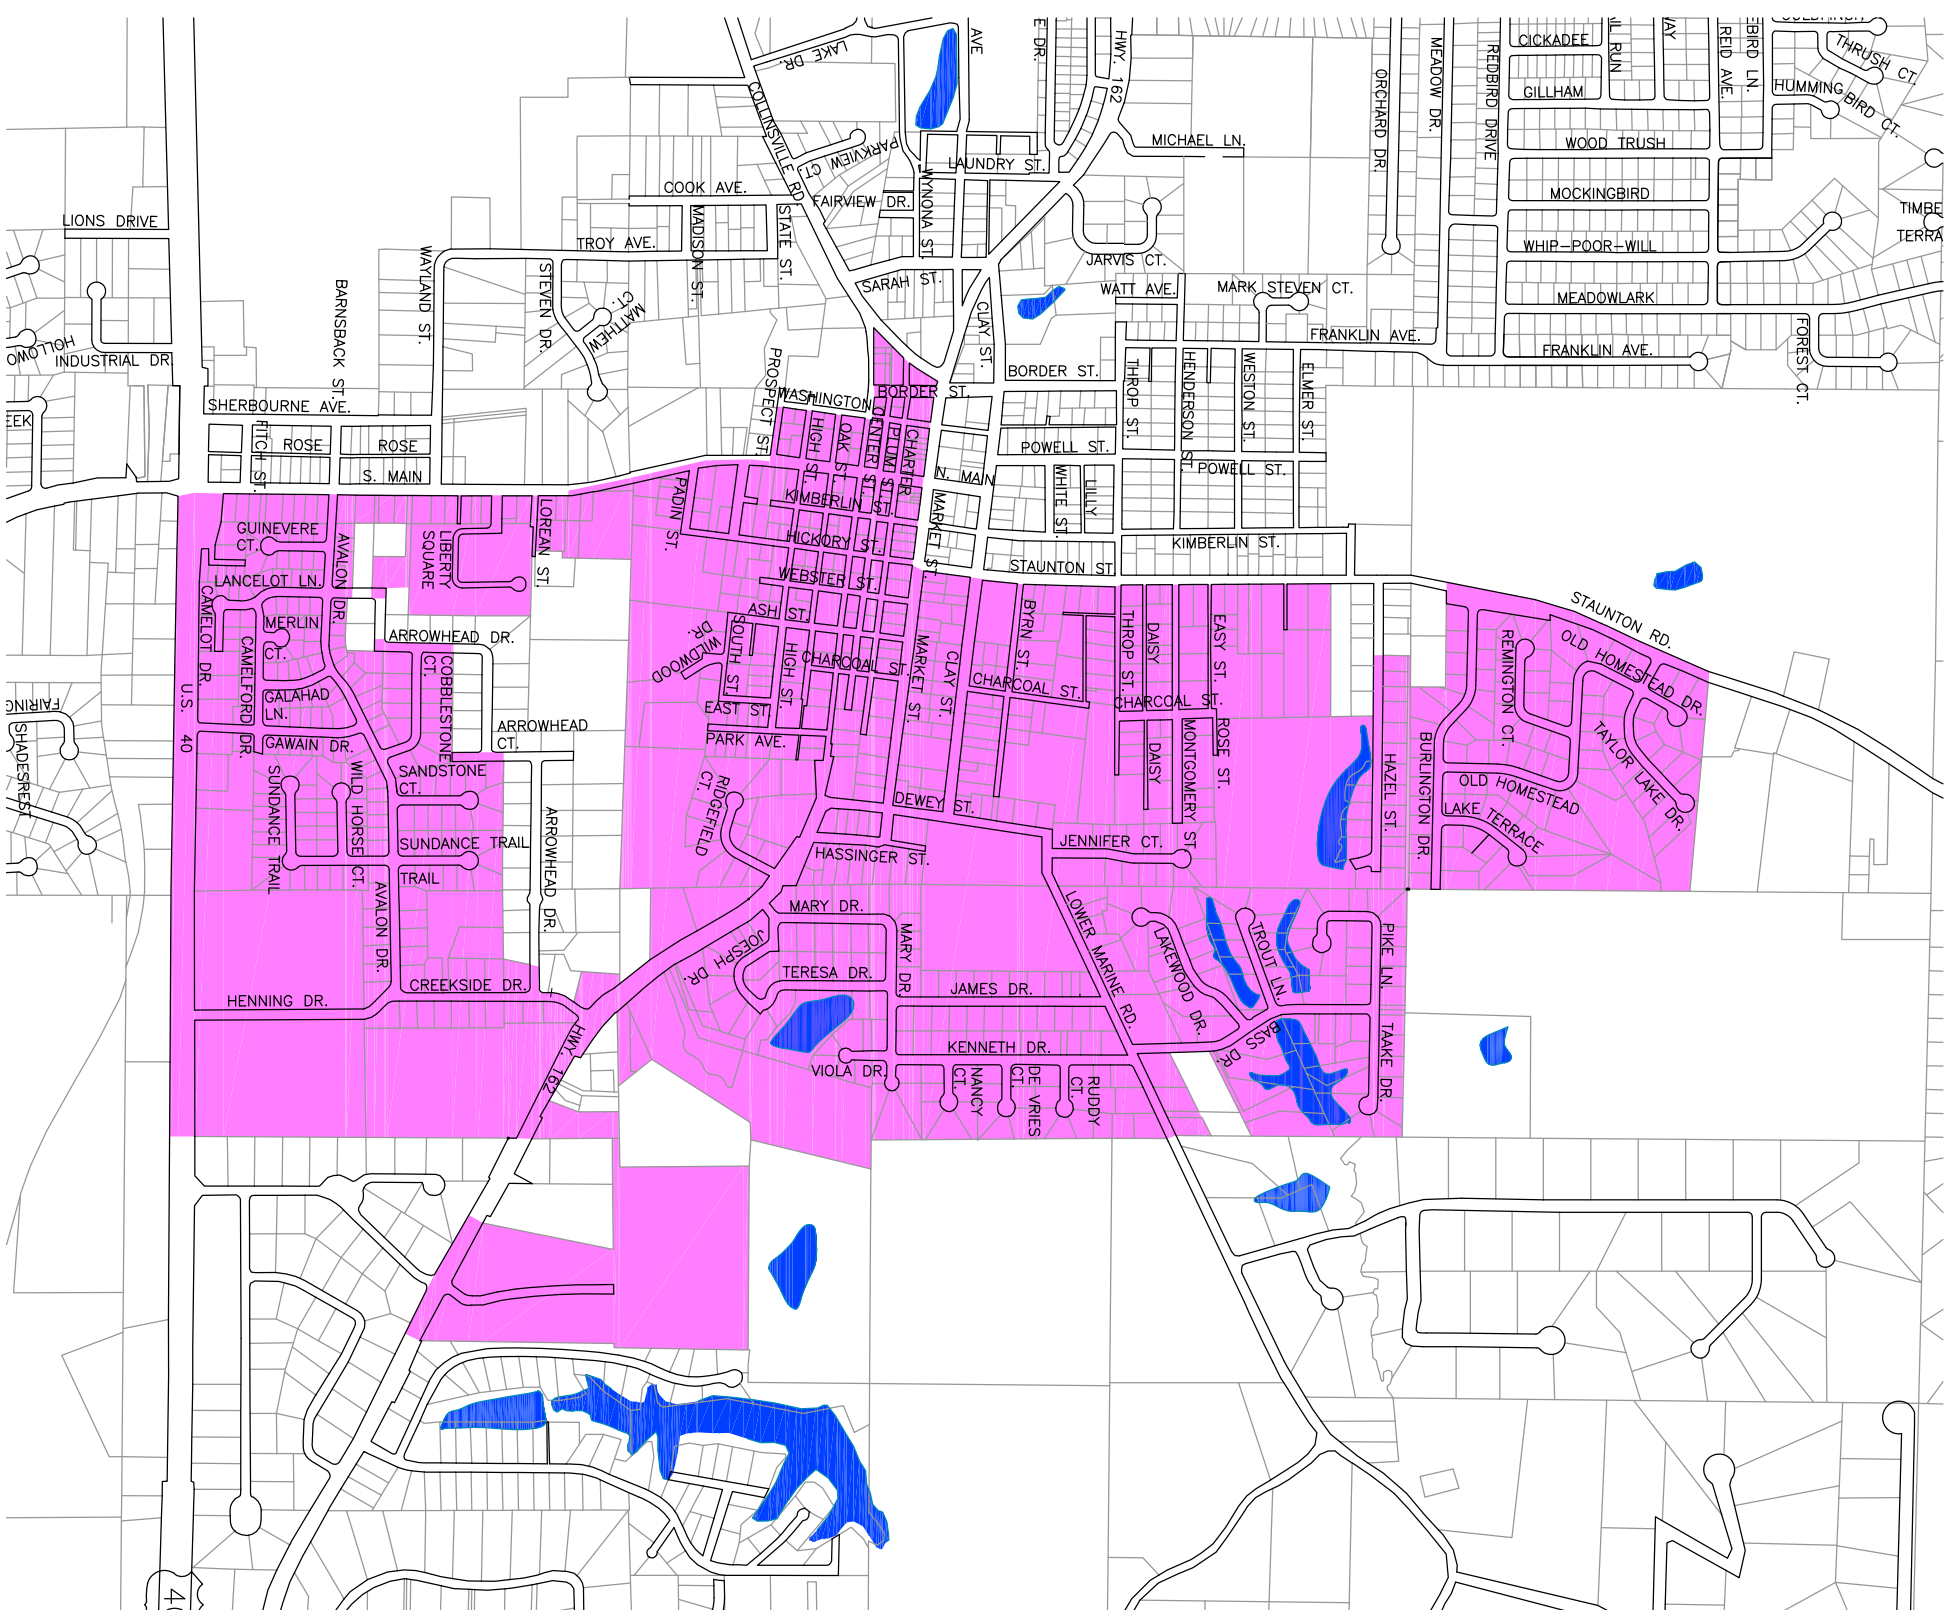 LAKE DR.
AVE
E DR.
HWY. 162
ORCHARD DR.
MEADOW DR.
REDBIRD DRIVE
CICKADEE
IL RUN
WAY
REID AVE.
EBIRD LN.
THRUSH CT.
GILLHAM
HUMMING BIRD CT.
COLLINSVILLE RD.
PARKVIEW CT.
LAUNDRY ST.
MICHAEL LN.
WOOD TRUSH
COOK AVE.
FAIRVIEW DR.
WYNONA ST.
MOCKINGBIRD
TIMBE
TERRA
LIONS DRIVE
TROY AVE.
MADISON ST.
STATE ST.
WHIP-POOR-WILL
WAYLAND ST.
STEVEN DR.
MATTHEW CT.
SARAH ST.
JARVIS CT.
WATT AVE.
MARK STEVEN CT.
MEADOWLARK
BARNSBACK ST.
CLAY ST.
FRANKLIN AVE.
FRANKLIN AVE.
FOREST CT.
HOLLOWO
INDUSTRIAL DR.
PROSPECT ST.
BORDER ST.
THROP ST.
HENDERSON ST.
WESTON ST.
ELMER ST.
SHERBOURNE AVE.
WASHINGTON
BORDER ST.
EEK
FITCH ST.
ROSE
ROSE
HIGH ST.
OAK ST.
CENTER ST.
PLUM ST.
CHARTER
POWELL ST.
POWELL ST.
S. MAIN
N. MAIN
WHITE ST.
LILLY
PADIN ST.
KIMBERLIN ST.
MARKET ST.
GUINEVERE
CT.
AVALON DR.
LIBERTY
SQUARE
LOREAN ST.
HICKORY ST.
KIMBERLIN ST.
LANCELOT LN.
WEBSTER ST.
STAUNTON ST.
STAUNTON RD.
CAMELOT DR.
MERLIN
CT.
ARROWHEAD DR.
ASH ST.
WILDWOOD DR.
SOUTH ST.
BYRN ST.
THROP ST.
DAISY
EASY ST.
REMINGTON CT.
OLD HOMESTEAD DR.
CAMELFORD DR.
COBBLESTONE
CT.
HIGH ST.
CHARCOAL ST.
MARKET ST.
CLAY ST.
CHARCOAL ST.
CHARCOAL ST.
U.S. 40
GALAHAD
LN.
EAST ST.
FAIRING
SHADESREST
GAWAIN DR.
ARROWHEAD
CT.
PARK AVE.
DAISY
MONTGOMERY ST.
ROSE ST.
HAZEL ST.
BURLINGTON DR.
TAYLOR LAKE DR.
SUNDANCE TRAIL
WILD HORSE CT.
SANDSTONE
CT.
RIDGEFIELD
CT.
DEWEY ST.
OLD HOMESTEAD
LAKE TERRACE
ARROWHEAD DR.
SUNDANCE TRAIL
HASSINGER ST.
JENNIFER CT.
TRAIL
AVALON DR.
MARY DR.
MARY DR.
JOESPH DR.
LOWER MARINE RD.
LAKEWOOD DR.
TROUT LN.
PIKE LN.
HENNING DR.
CREEKSIDE DR.
TERESA DR.
JAMES DR.
HWY. 162
VIOLA DR.
KENNETH DR.
BASS DR.
TAAKE DR.
NANCY
CT.
DE VRIES
CT.
RUDDY
CT.